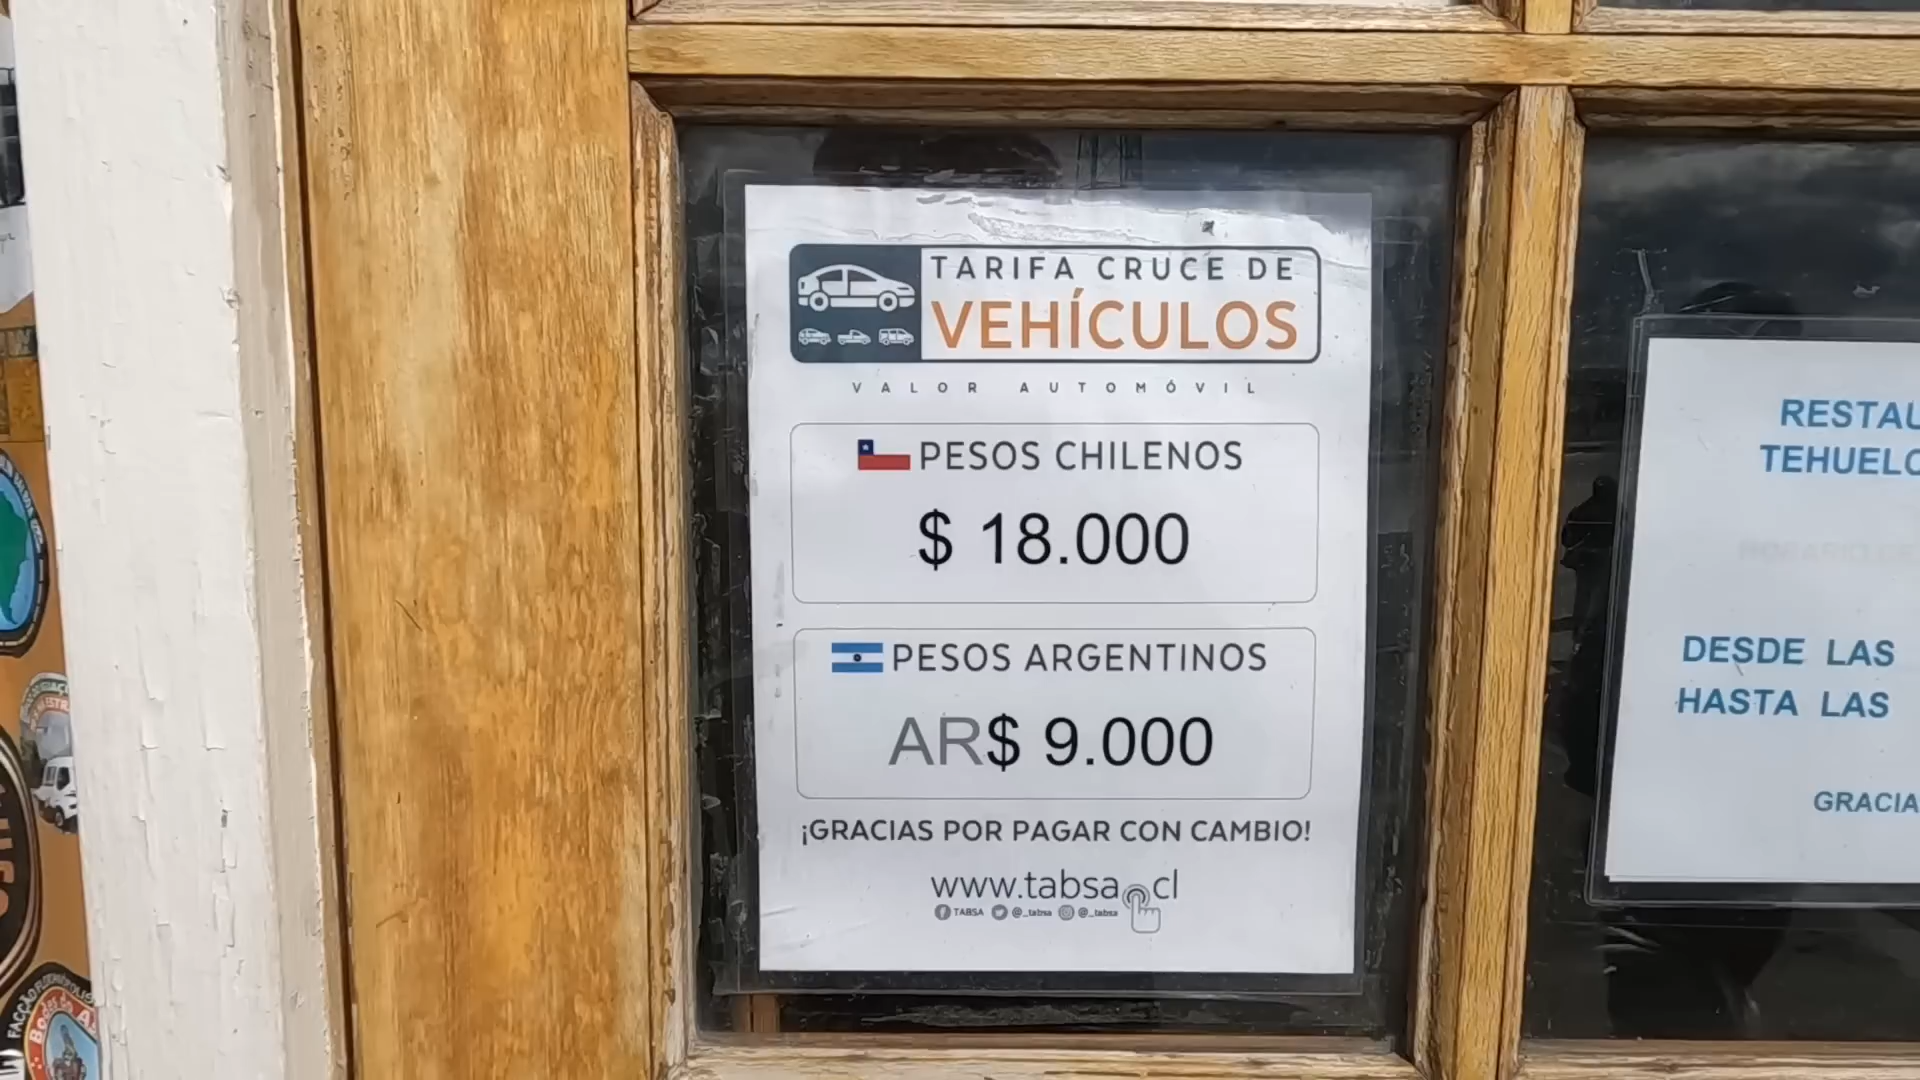 TARIFA CRUCE DE
VEHÍCULOS
VALOR AUTOMÓVIL
PESOS CHILENOS
$ 18.000
PESOS ARGENTINOS
AR$ 9.000
¡GRACIAS POR PAGAR CON CAMBIO!
www.tabsa.cl
TABSA @_tabsa @_tabsa
RESTAU
TEHUELC
DESDE LAS
HASTA LAS
GRACIA